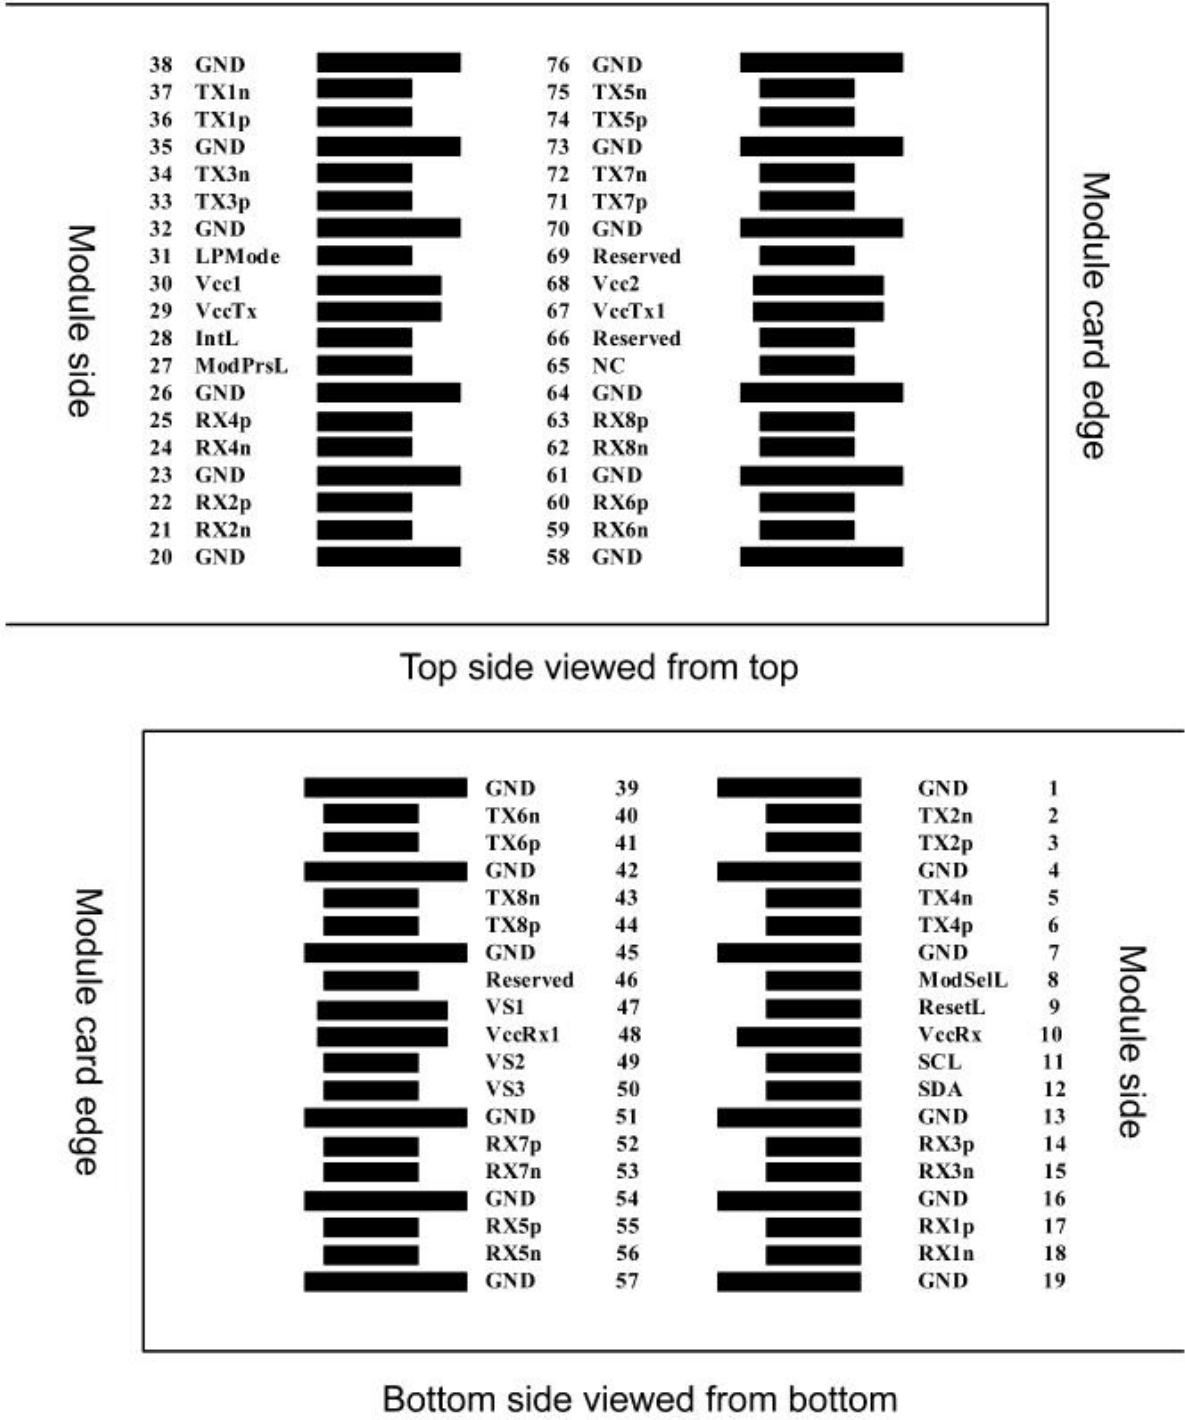 38 GND 76 GND
37 TX1n 75 TX5n
36 TX1p 74 TX5p
35 GND 73 GND
34 TX3n 72 TX7n
33 TX3p 71 TX7p
32 GND 70 GND
31 LPMode 69 Reserved
30 Vcc1 68 Vcc2
29 VccTx 67 VccTx1
28 IntL 66 Reserved
27 ModPrsL 65 NC
26 GND 64 GND
25 RX4p 63 RX8p
24 RX4n 62 RX8n
23 GND 61 GND
22 RX2p 60 RX6p
21 RX2n 59 RX6n
20 GND 58 GND
Module side
Module card edge
Top side viewed from top
GND 39 GND 1
TX6n 40 TX2n 2
TX6p 41 TX2p 3
GND 42 GND 4
TX8n 43 TX4n 5
TX8p 44 TX4p 6
GND 45 GND 7
Reserved 46 ModSelL 8
VS1 47 ResetL 9
VccRx1 48 VccRx 10
VS2 49 SCL 11
VS3 50 SDA 12
GND 51 GND 13
RX7p 52 RX3p 14
RX7n 53 RX3n 15
GND 54 GND 16
RX5p 55 RX1p 17
RX5n 56 RX1n 18
GND 57 GND 19
Module card edge
Module side
Bottom side viewed from bottom